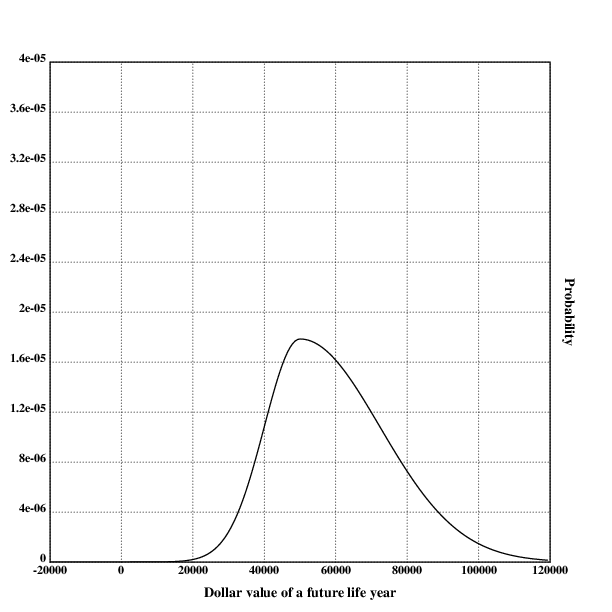 4e-05
3.6e-05
3.2e-05
2.8e-05
2.4e-05
2e-05
1.6e-05
1.2e-05
8e-06
4e-06
0
-20000 0 20000 40000 60000 80000 100000 120000
Dollar value of a future life year
Probability